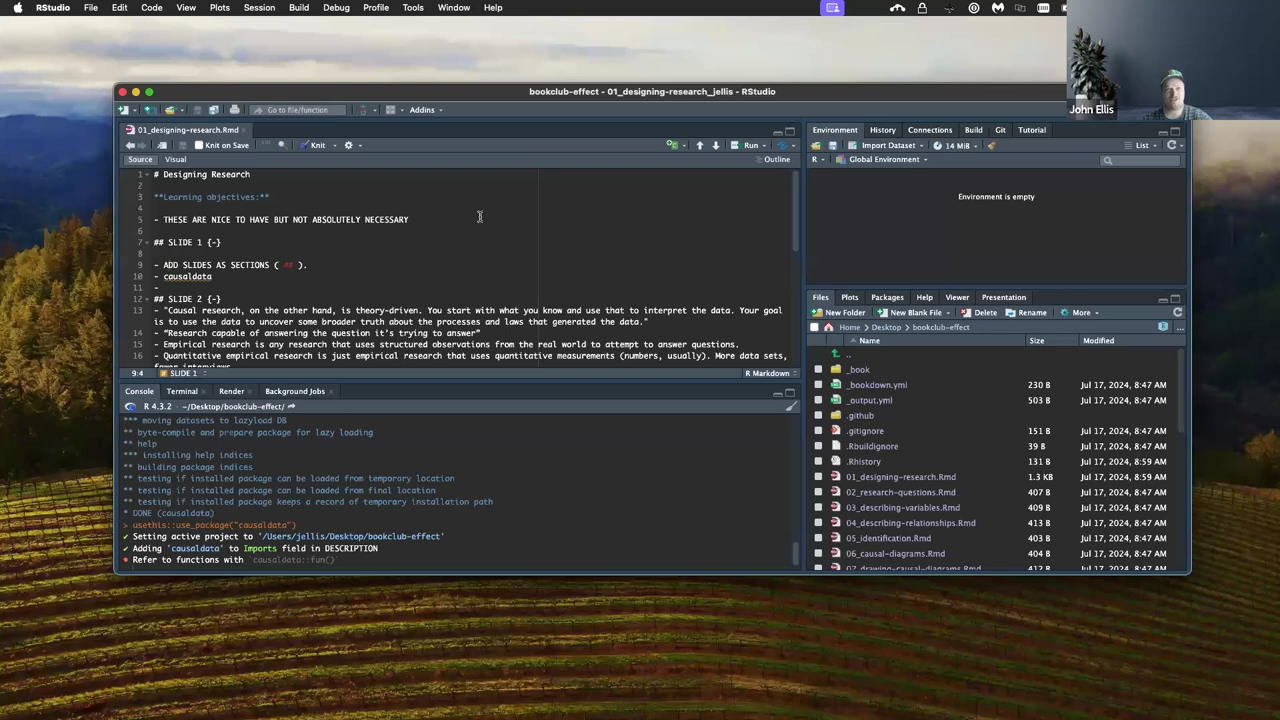 RStudio File Edit Code View Plots Session Build Debug Profile Tools Window Help
John Ellis
bookclub-effect - 01_designing-research_jellis - RStudio
Go to file/function Addins
01_designing-research.Rmd
Knit on Save Knit Run
Source Visual Outline
1 # Designing Research
2
3 **Learning objectives:**
4
5 - THESE ARE NICE TO HAVE BUT NOT ABSOLUTELY NECESSARY
6
7 ## SLIDE 1 {-}
8
9 - ADD SLIDES AS SECTIONS ( ## ).
10 - causaldata
11 -
12 ## SLIDE 2 {-}
13 - "Causal research, on the other hand, is theory-driven. You start with what you know and use that to interpret the data. Your goal
is to use the data to uncover some broader truth about the processes and laws that generated the data."
14 - "Research capable of answering the question it's trying to answer"
15 - Empirical research is any research that uses structured observations from the real world to attempt to answer questions.
16 - Quantitative empirical research is just empirical research that uses quantitative measurements (numbers, usually). More data sets,
fewer interviews
9:4 SLIDE 1 R Markdown
Console Terminal Render Background Jobs
R 4.3.2 · ~/Desktop/bookclub-effect/
*** moving datasets to lazyload DB
** byte-compile and prepare package for lazy loading
** help
*** installing help indices
** building package indices
** testing if installed package can be loaded from temporary location
** testing if installed package can be loaded from final location
** testing if installed package keeps a record of temporary installation path
* DONE (causaldata)
> usethis::use_package("causaldata")
✔ Setting active project to '/Users/jellis/Desktop/bookclub-effect'
✔ Adding 'causaldata' to Imports field in DESCRIPTION
• Refer to functions with `causaldata::fun()`
Environment History Connections Build Git Tutorial
Import Dataset 14 MiB List
R Global Environment
Environment is empty
Files Plots Packages Help Viewer Presentation
New Folder New Blank File Delete Rename More
Home Desktop bookclub-effect
Name Size Modified
..
_book
_bookdown.yml 230 B Jul 17, 2024, 8:47 AM
_output.yml 503 B Jul 17, 2024, 8:47 AM
.github
.gitignore 151 B Jul 17, 2024, 8:47 AM
.Rbuildignore 39 B Jul 17, 2024, 8:47 AM
.Rhistory 131 B Jul 17, 2024, 8:59 AM
01_designing-research.Rmd 1.3 KB Jul 17, 2024, 8:59 AM
02_research-questions.Rmd 407 B Jul 17, 2024, 8:47 AM
03_describing-variables.Rmd 409 B Jul 17, 2024, 8:47 AM
04_describing-relationships.Rmd 413 B Jul 17, 2024, 8:47 AM
05_identification.Rmd 403 B Jul 17, 2024, 8:47 AM
06_causal-diagrams.Rmd 404 B Jul 17, 2024, 8:47 AM
07_drawing-causal-diagrams.Rmd 412 B Jul 17, 2024, 8:47 AM